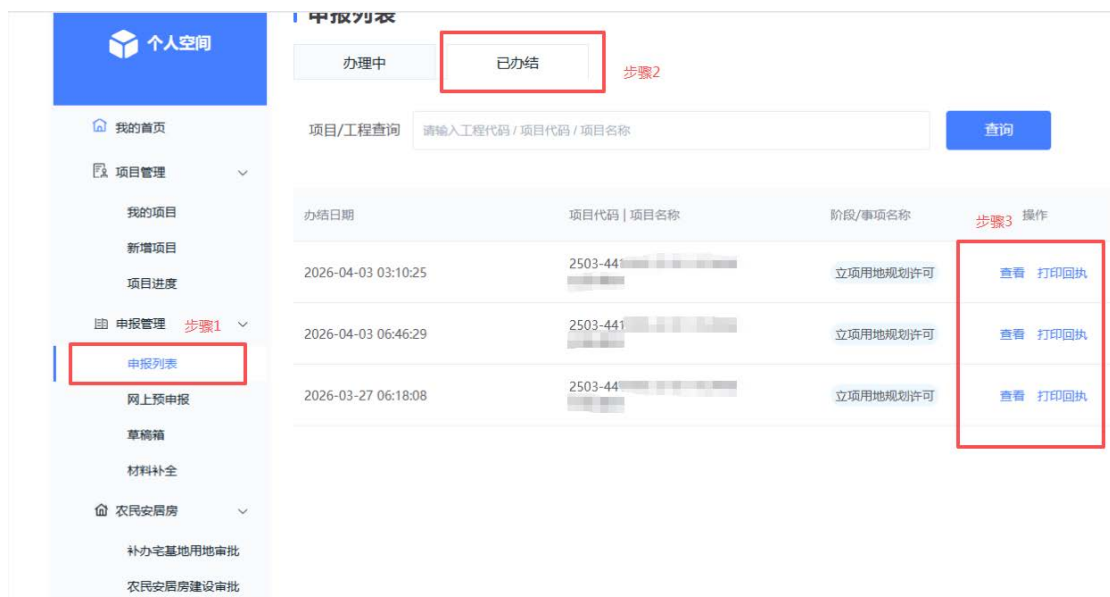 申报列表
个人空间
办理中 已办结 步骤2
我的首页
项目/工程查询 请输入工程代码 / 项目代码 / 项目名称 查询
项目管理
我的项目
新增项目
项目进度
申报管理 步骤1
申报列表
网上预申报
草稿箱
材料补全
农民安居房
补办宅基地用地审批
农民安居房建设审批
办结日期 项目代码 | 项目名称 阶段/事项名称 步骤3 操作
2026-04-03 03:10:25 2503-441 立项用地规划许可 查看 打印回执
2026-04-03 06:46:29 2503-441 立项用地规划许可 查看 打印回执
2026-03-27 06:18:08 2503-44 立项用地规划许可 查看 打印回执